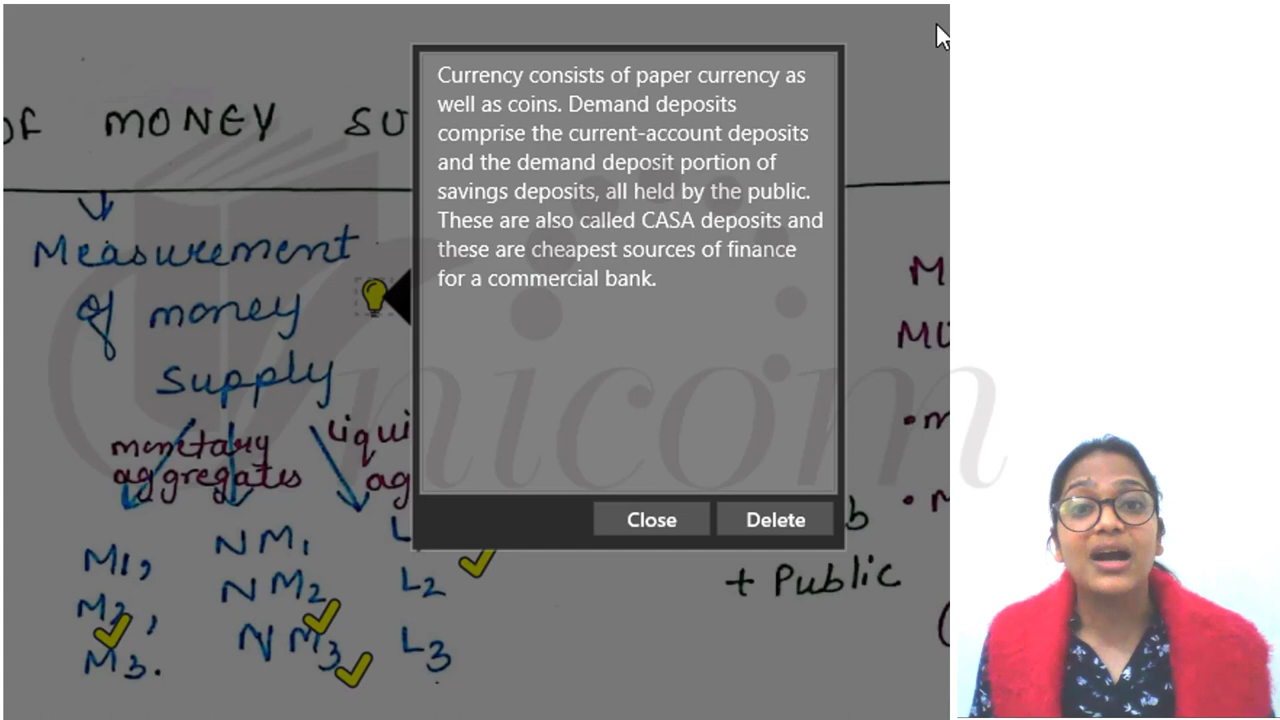 OF MONEY SU
Currency consists of paper currency as
well as coins. Demand deposits
comprise the current-account deposits
and the demand deposit portion of
savings deposits, all held by the public.
These are also called CASA deposits and
these are cheapest sources of finance
for a commercial bank.
Close Delete
Measurement
of money
supply
monetary
aggregates
liqui
ag
M1,
M2,
M3.
NM1
NM2
NM3
L
L2
L3
b
+ Public
M
MU
• m
• M
(
unicom